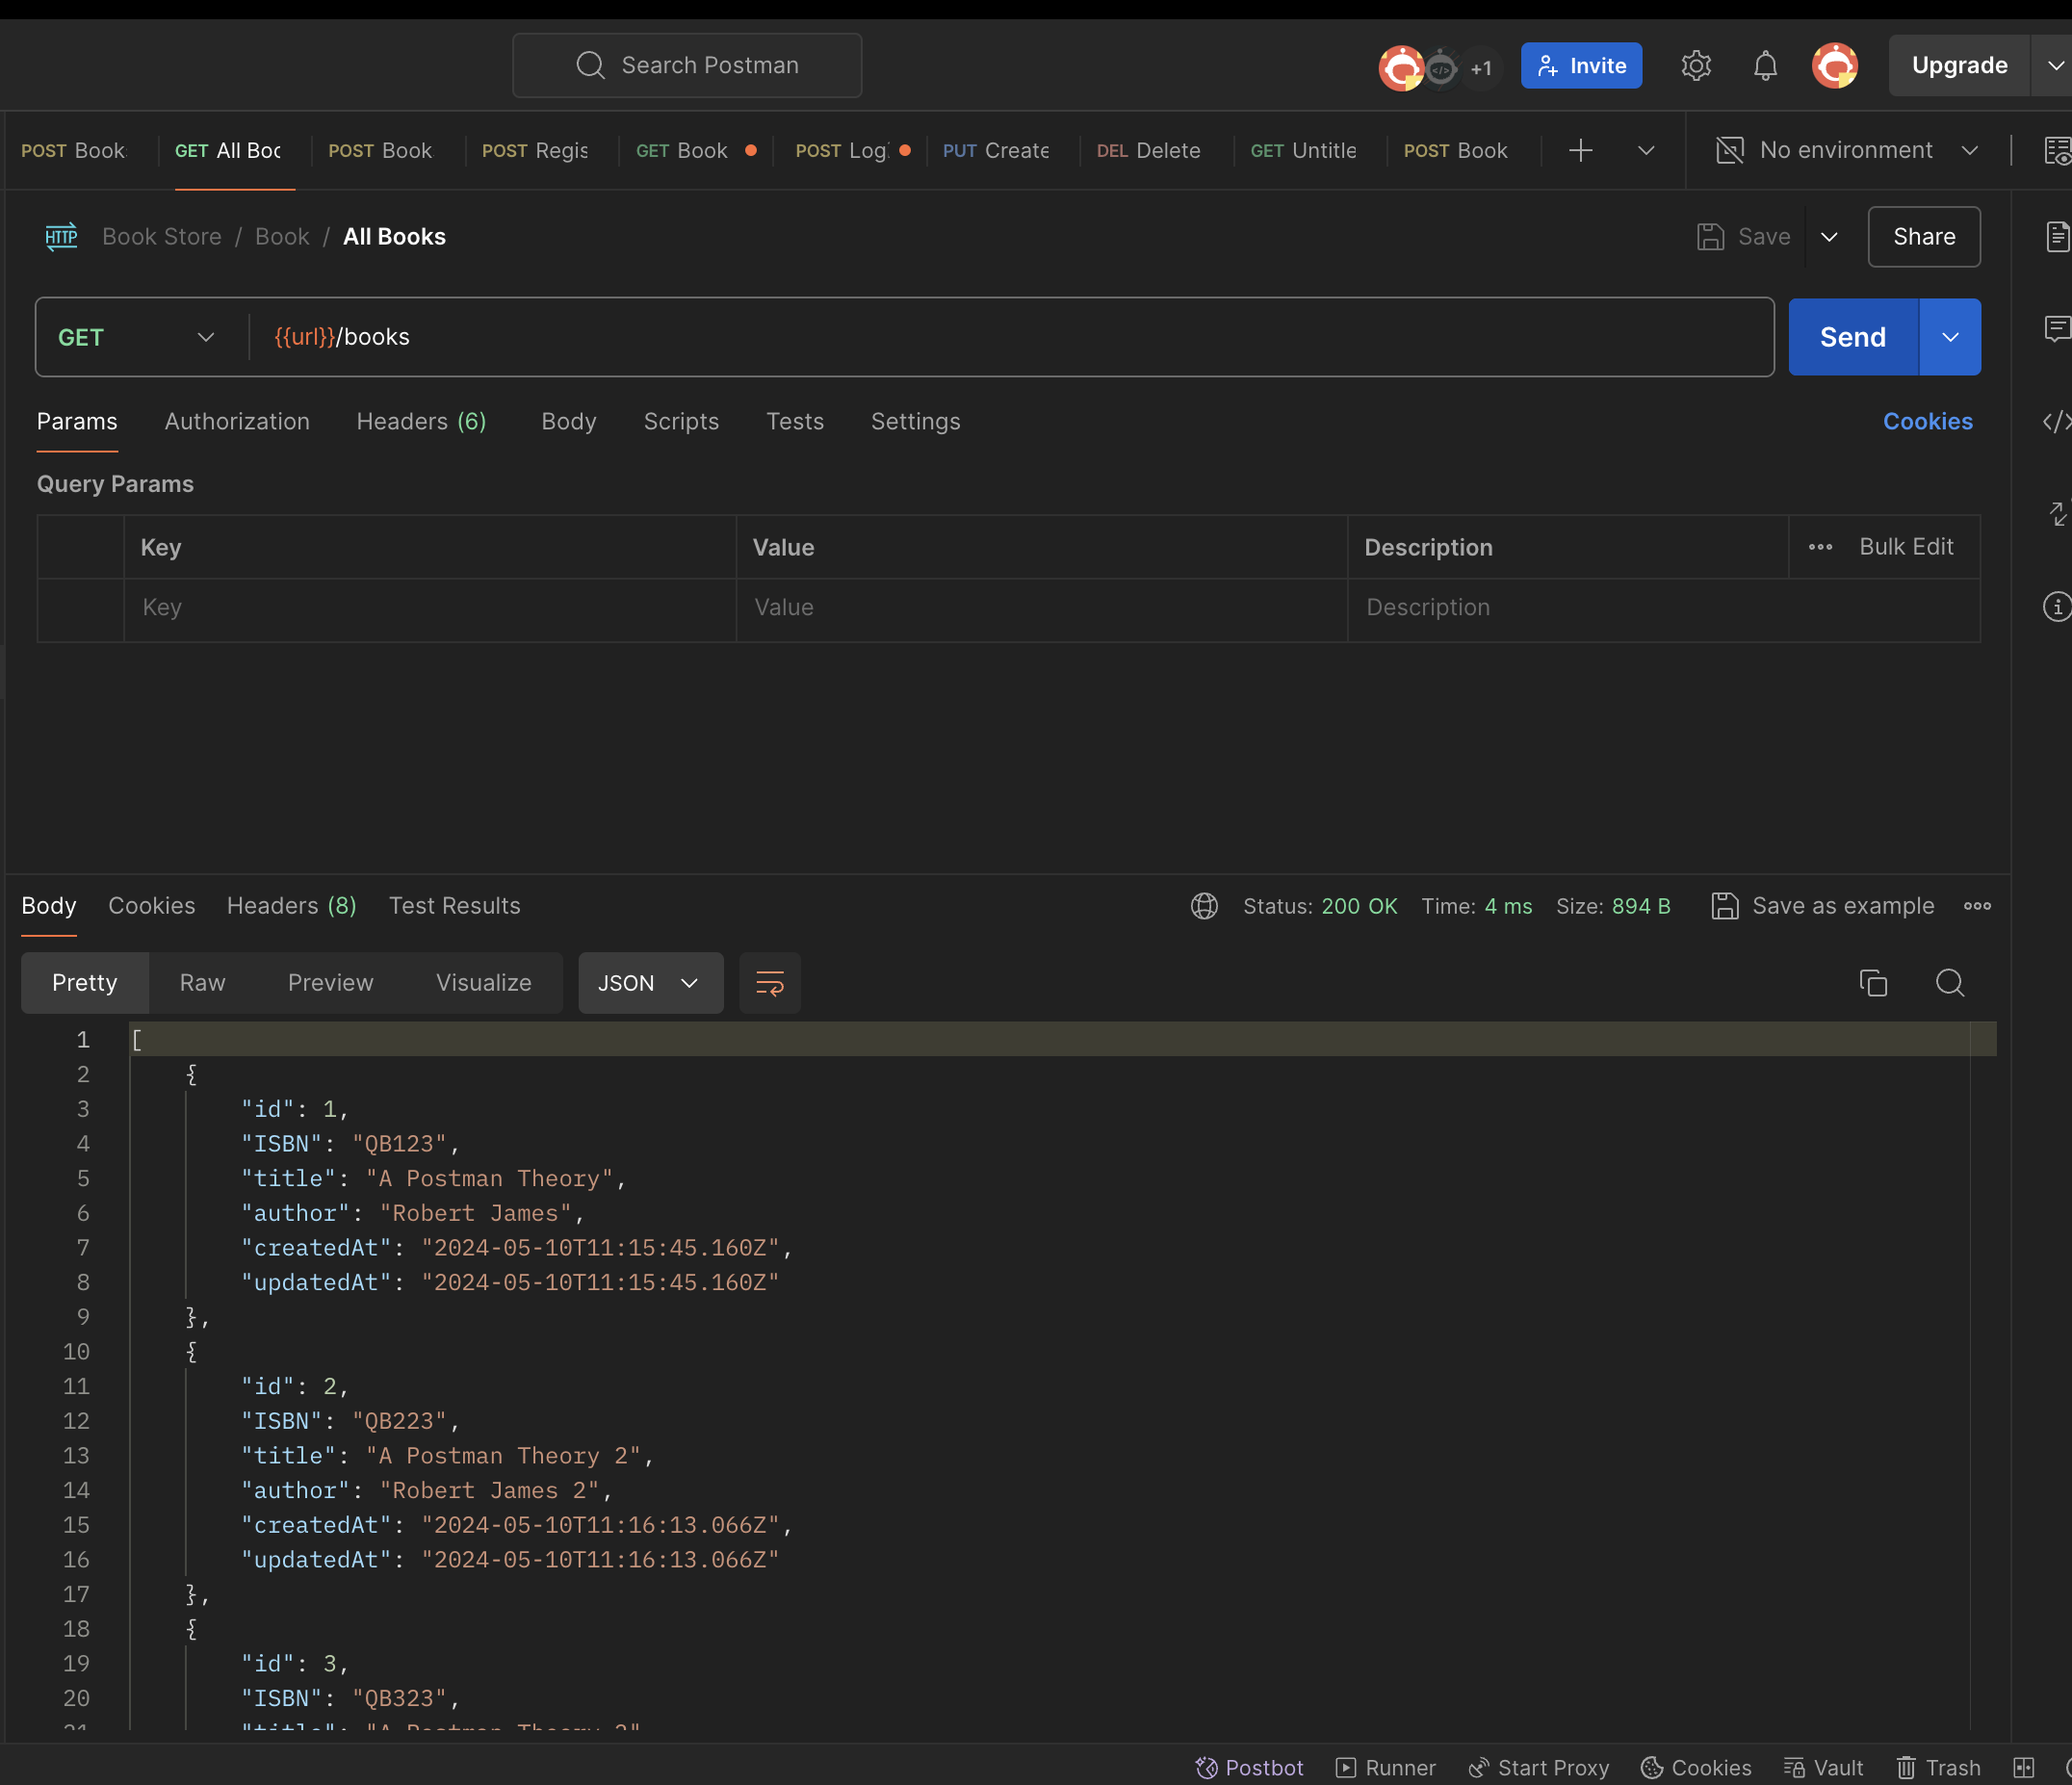 Search Postman
+1
Invite
Upgrade
POST Book
GET All Boo
POST Book
POST Regis
GET Book
POST Log
PUT Create
DEL Delete
GET Untitle
POST Book
No environment
HTTP Book Store / Book / All Books
Save
Share
GET
{{url}}/books
Send
Params
Authorization
Headers (6)
Body
Scripts
Tests
Settings
Cookies
Query Params
Key
Value
Description
Bulk Edit
Key
Value
Description
Body
Cookies
Headers (8)
Test Results
Status: 200 OK
Time: 4 ms
Size: 894 B
Save as example
Pretty
Raw
Preview
Visualize
JSON
1 [
2 {
3 "id": 1,
4 "ISBN": "QB123",
5 "title": "A Postman Theory",
6 "author": "Robert James",
7 "createdAt": "2024-05-10T11:15:45.160Z",
8 "updatedAt": "2024-05-10T11:15:45.160Z"
9 },
10 {
11 "id": 2,
12 "ISBN": "QB223",
13 "title": "A Postman Theory 2",
14 "author": "Robert James 2",
15 "createdAt": "2024-05-10T11:16:13.066Z",
16 "updatedAt": "2024-05-10T11:16:13.066Z"
17 },
18 {
19 "id": 3,
20 "ISBN": "QB323",
21 "title": "A Postman Theory
Postbot
Runner
Start Proxy
Cookies
Vault
Trash